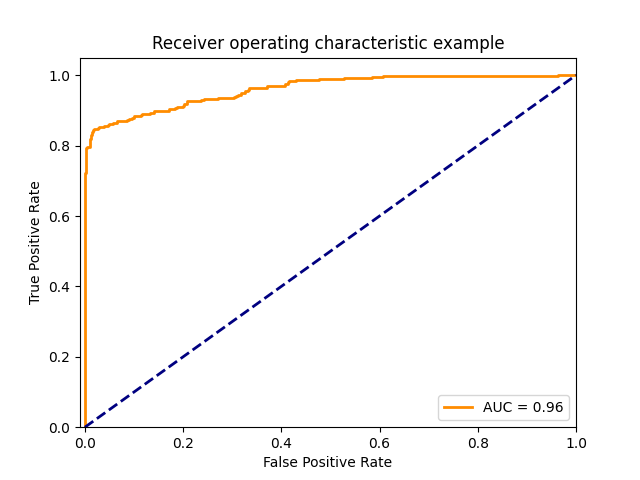 Receiver operating characteristic example
1.0
0.8
0.6
0.4
0.2
0.0
True Positive Rate
0.0 0.2 0.4 0.6 0.8 1.0
False Positive Rate
AUC = 0.96